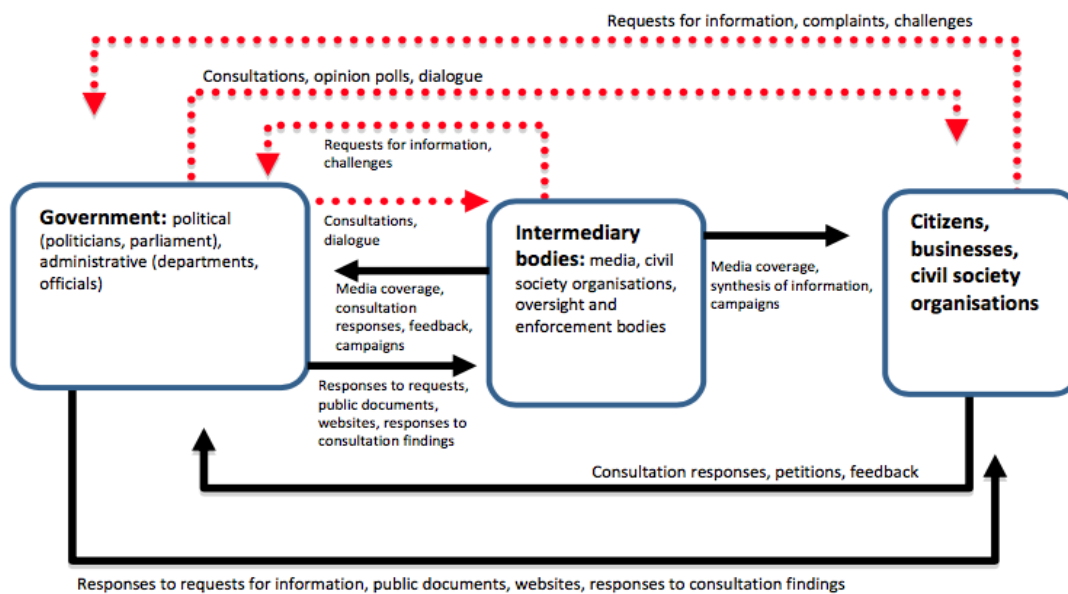 Requests for information, complaints, challenges
Consultations, opinion polls, dialogue
Requests for information,
challenges
Government: political
(politicians, parliament),
administrative (departments,
officials)
Consultations,
dialogue
Intermediary
bodies: media, civil
society organisations,
oversight and
enforcement bodies
Citizens,
businesses,
civil society
organisations
Media coverage,
synthesis of information,
campaigns
Media coverage,
consultation
responses, feedback,
campaigns
Responses to requests,
public documents,
websites, responses to
consultation findings
Consultation responses, petitions, feedback
Responses to requests for information, public documents, websites, responses to consultation findings